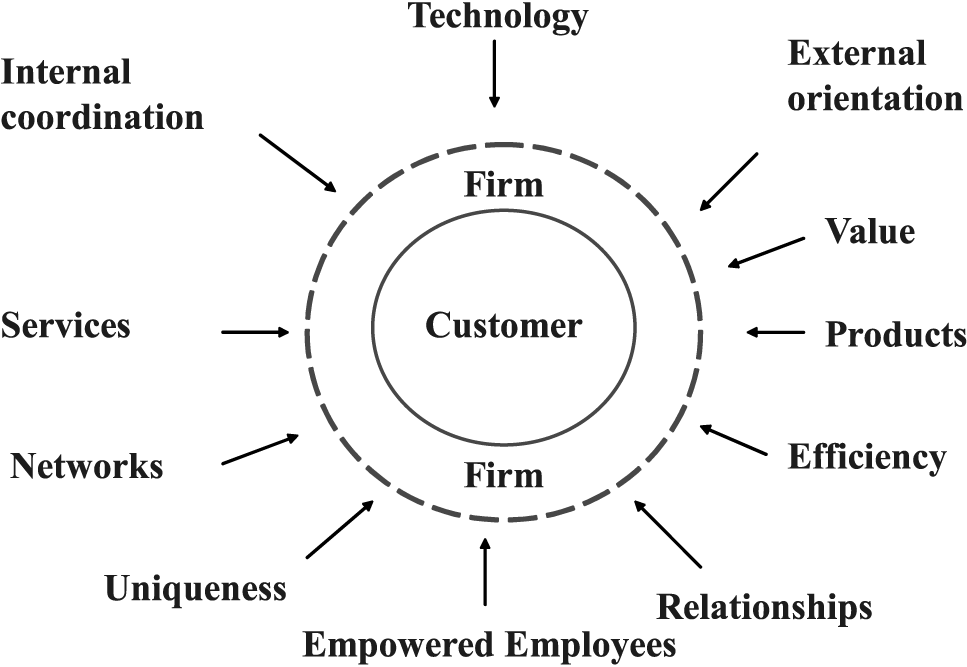 Technology
Internal
coordination
External
orientation
Firm
Value
Services
Customer
Products
Networks
Firm
Efficiency
Uniqueness
Relationships
Empowered Employees